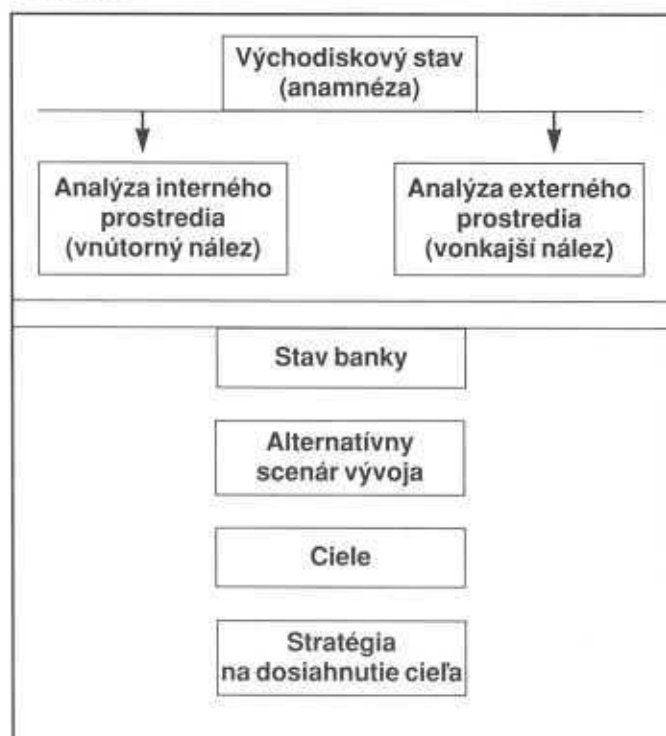 Východiskový stav
(anamnéza)
Analýza interného
prostredia
(vnútorný nález)
Analýza externého
prostredia
(vonkajší nález)
Stav banky
Alternatívny
scenár vývoja
Ciele
Stratégia
na dosiahnutie cieľa